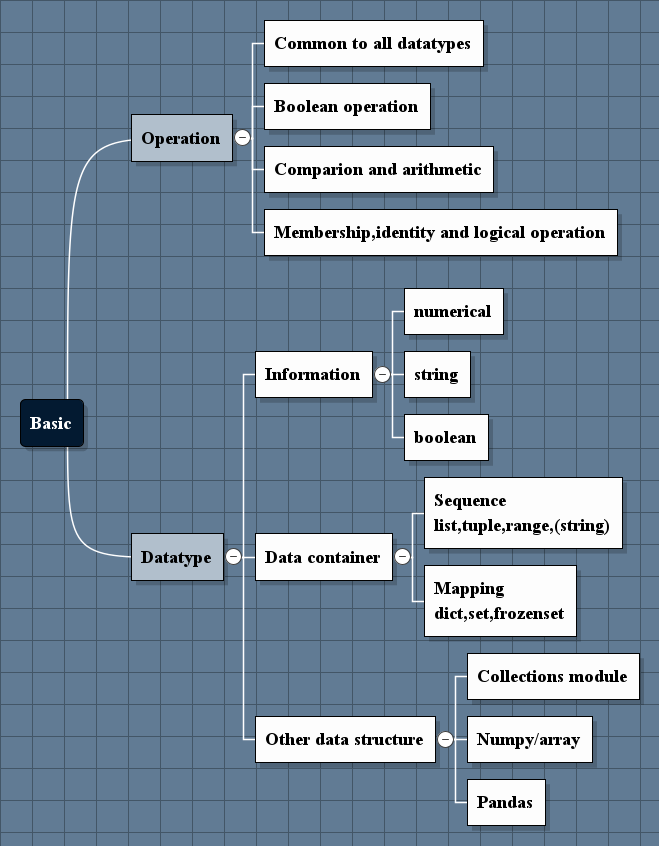 Common to all datatypes
Boolean operation
Operation
Comparion and arithmetic
Membership,identity and logical operation
numerical
Information
string
boolean
Basic
Sequence
list,tuple,range,(string)
Datatype
Data container
Mapping
dict,set,frozenset
Collections module
Other data structure
Numpy/array
Pandas